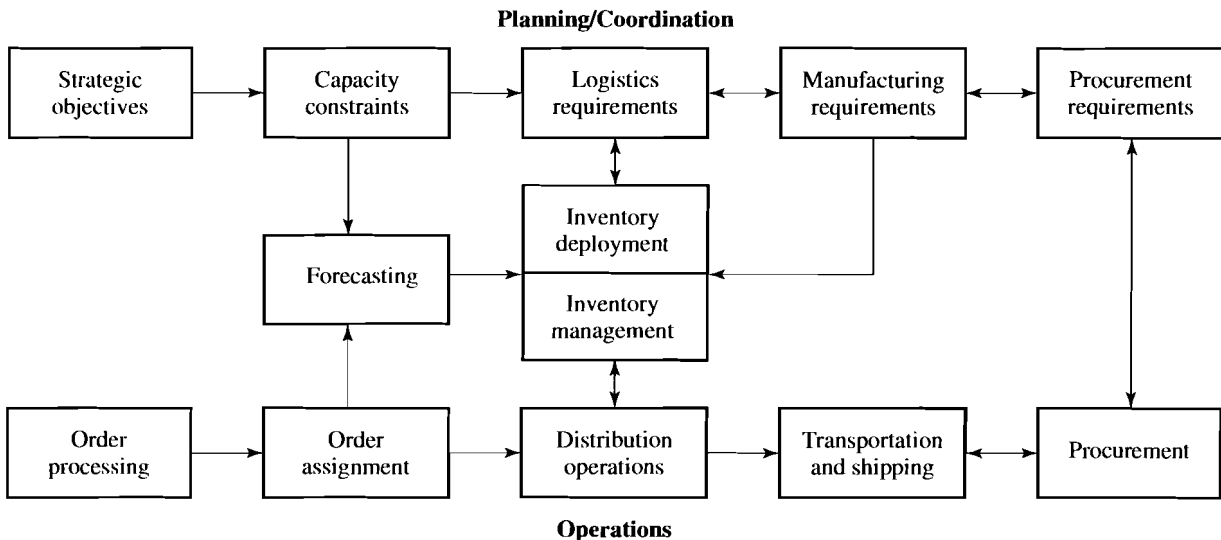 Planning/Coordination
Strategic
objectives
Capacity
constraints
Logistics
requirements
Manufacturing
requirements
Procurement
requirements
Inventory
deployment
Forecasting
Inventory
management
Order
processing
Order
assignment
Distribution
operations
Transportation
and shipping
Procurement
Operations